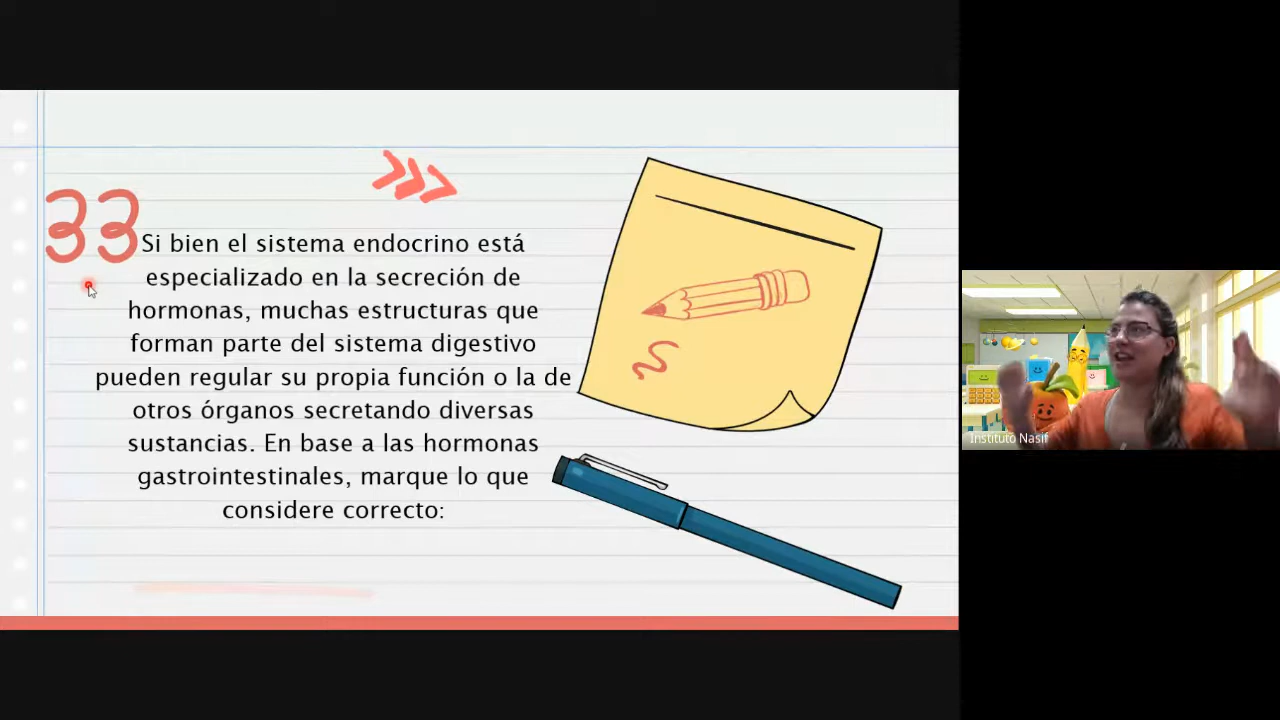 33
Si bien el sistema endocrino está
especializado en la secreción de
hormonas, muchas estructuras que
forman parte del sistema digestivo
pueden regular su propia función o la de
otros órganos secretando diversas
sustancias. En base a las hormonas
gastrointestinales, marque lo que
considere correcto:
Instituto Nasif